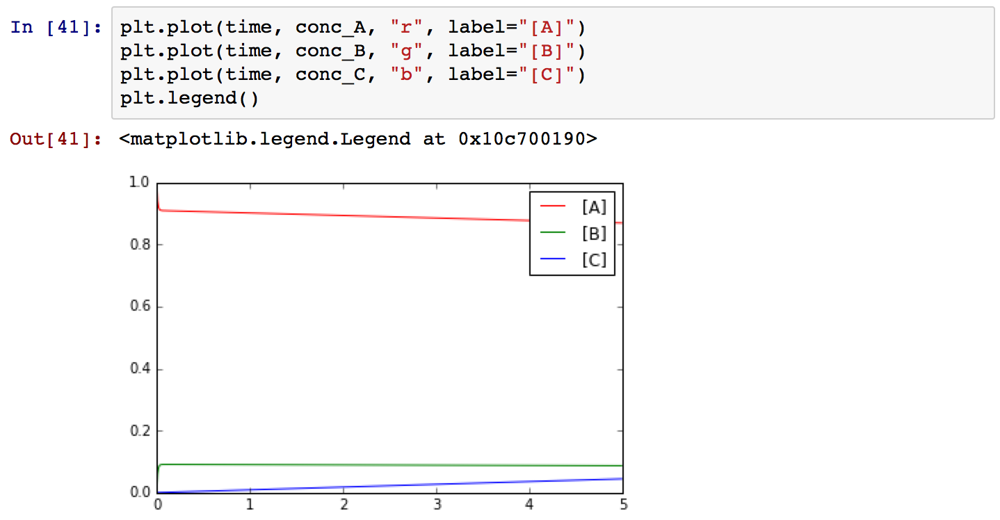 In [41]: plt.plot(time, conc_A, "r", label="[A]")
plt.plot(time, conc_B, "g", label="[B]")
plt.plot(time, conc_C, "b", label="[C]")
plt.legend()
Out[41]: <matplotlib.legend.Legend at 0x10c700190>
1.0
0.8
0.6
0.4
0.2
0.0
[A]
[B]
[C]
0 1 2 3 4 5